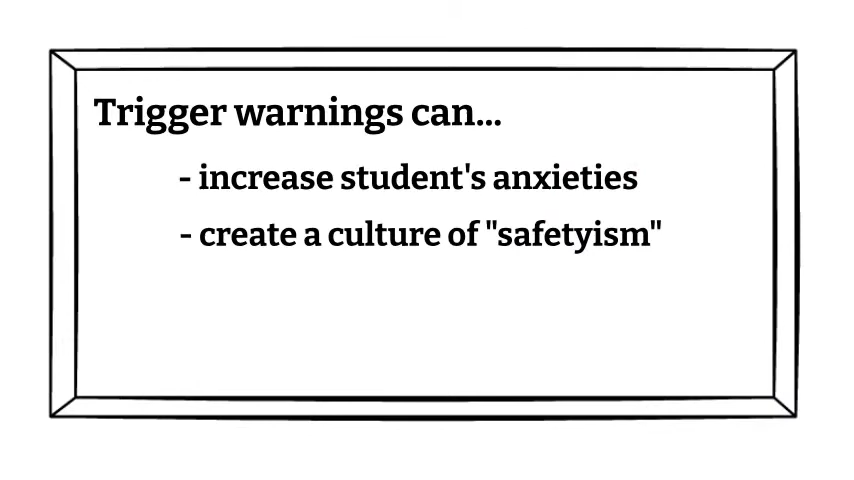 Trigger warnings can...
- increase student's anxieties
- create a culture of "safetyism"